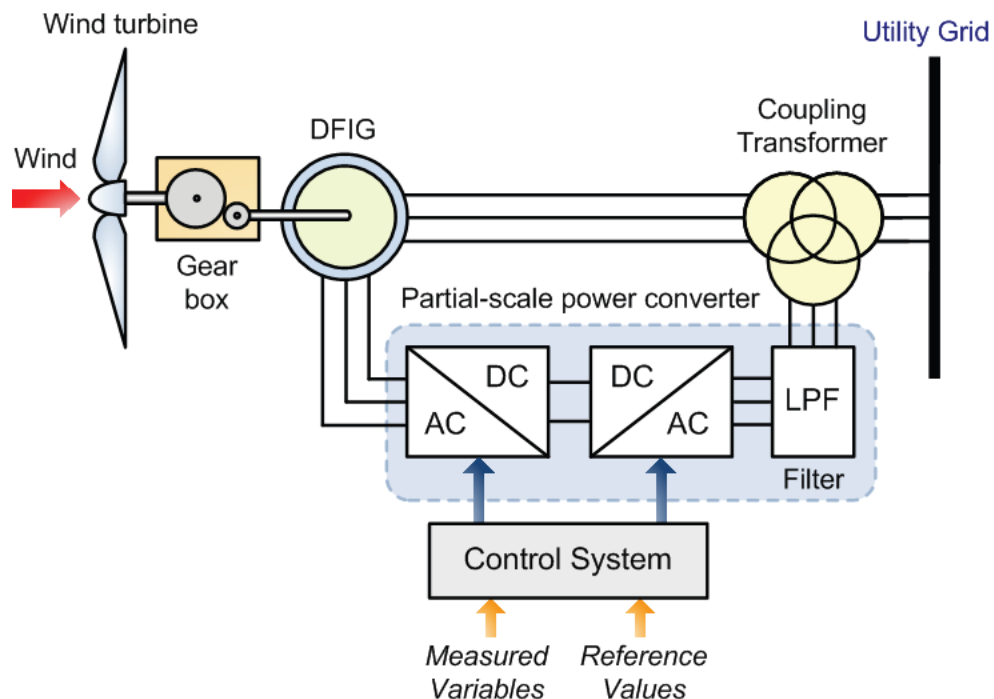 Wind turbine
Utility Grid
Coupling
Transformer
DFIG
Wind
Gear
box
Partial-scale power converter
DC
DC
LPF
AC
AC
Filter
Control System
Measured
Variables
Reference
Values